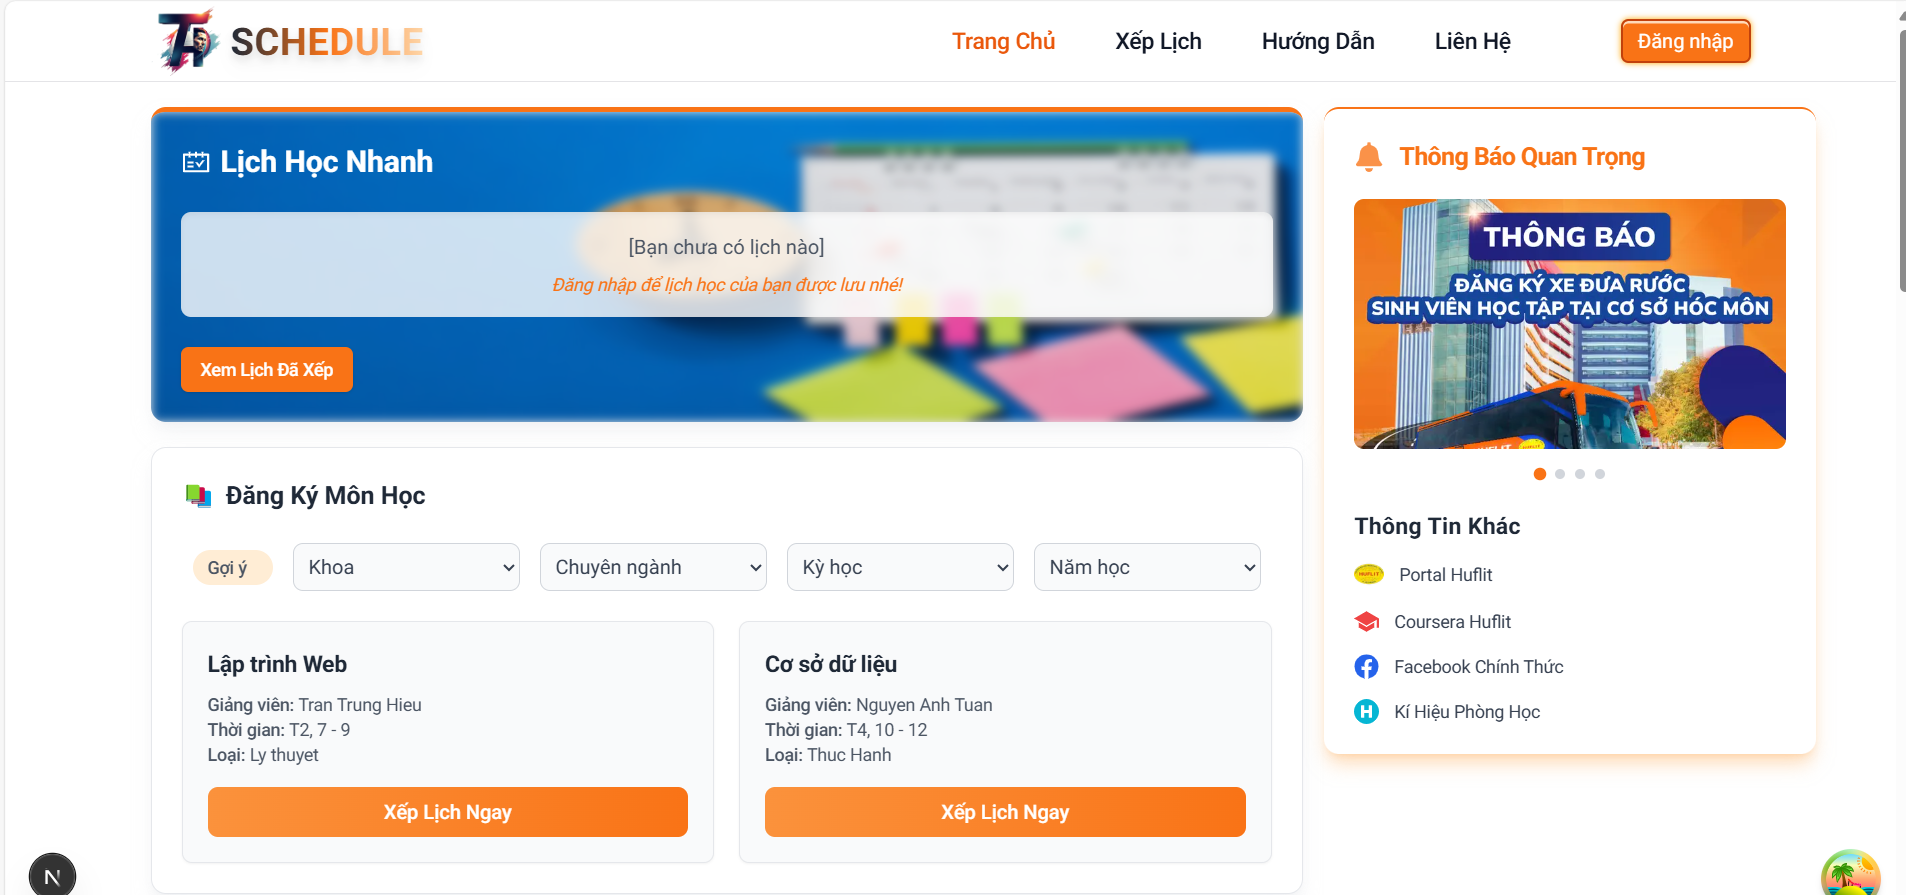 SCHEDULE
Trang Chủ
Xếp Lịch
Hướng Dẫn
Liên Hệ
Đăng nhập
Lịch Học Nhanh
[Bạn chưa có lịch nào]
Đăng nhập để lịch học của bạn được lưu nhé!
Xem Lịch Đã Xếp
Đăng Ký Môn Học
Gợi ý
Khoa
Chuyên ngành
Kỳ học
Năm học
Lập trình Web
Giảng viên: Tran Trung Hieu
Thời gian: T2, 7 - 9
Loại: Ly thuyet
Xếp Lịch Ngay
Cơ sở dữ liệu
Giảng viên: Nguyen Anh Tuan
Thời gian: T4, 10 - 12
Loại: Thuc Hanh
Xếp Lịch Ngay
Thông Báo Quan Trọng
THÔNG BÁO
ĐĂNG KÝ XE ĐƯA RƯỚC
SINH VIÊN HỌC TẬP TẠI CƠ SỞ HÓC MÔN
Thông Tin Khác
Portal Huflit
Coursera Huflit
Facebook Chính Thức
H
Kí Hiệu Phòng Học
N